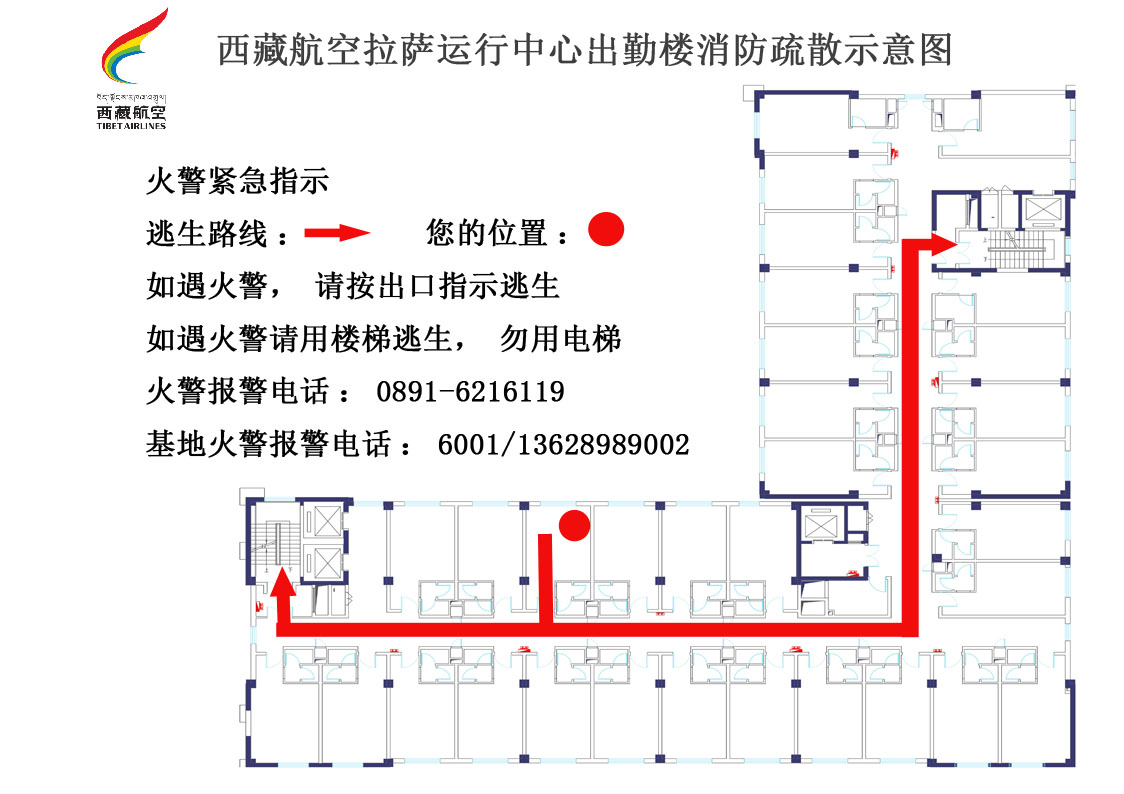 西藏航空拉萨运行中心出勤楼消防疏散示意图
西藏航空
TIBET AIRLINES
火警紧急指示
逃生路线： 您的位置：
如遇火警， 请按出口指示逃生
如遇火警请用楼梯逃生， 勿用电梯
火警报警电话： 0891-6216119
基地火警报警电话： 6001/13628989002
上
下
上
下